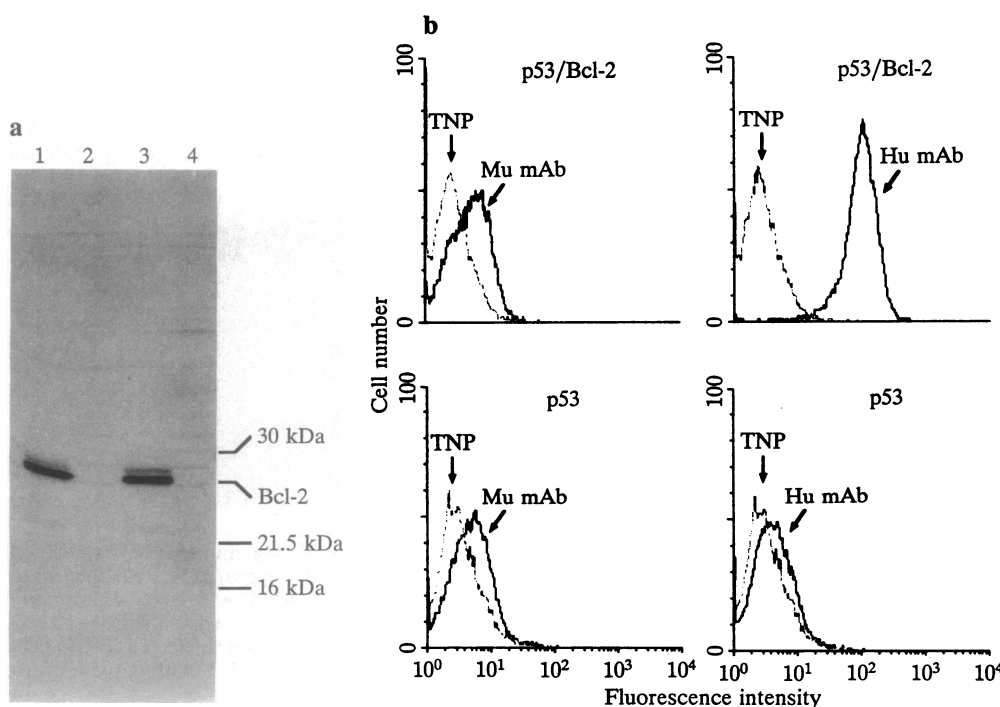 a
1 2 3 4
30 kDa
Bcl-2
21.5 kDa
16 kDa
b
100
p53/Bcl-2
TNP
Mu mAb
0
100
p53/Bcl-2
TNP
Hu mAb
0
Cell number
100
p53
TNP
Mu mAb
0
10⁰ 10¹ 10² 10³ 10⁴
100
p53
TNP
Hu mAb
0
10⁰ 10¹ 10² 10³ 10⁴
Fluorescence intensity